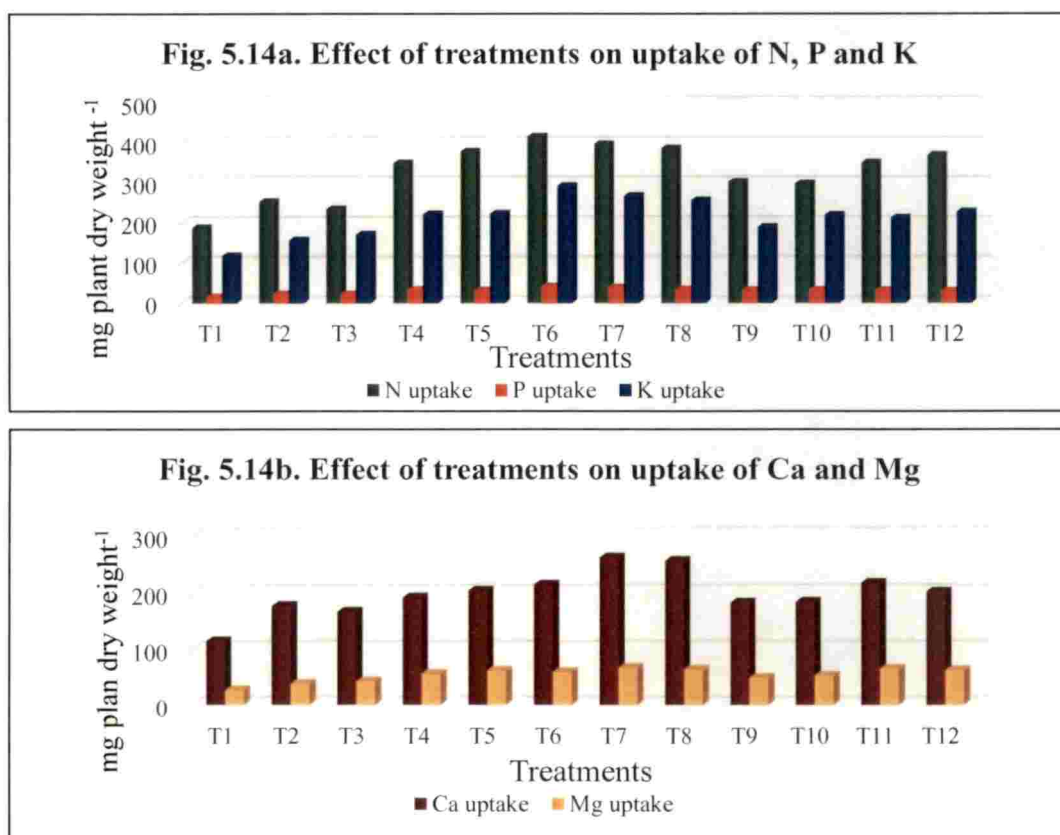 Fig. 5.14a. Effect of treatments on uptake of N, P and K
mg plant dry weight -1
500
400
300
200
100
0
T1 T2 T3 T4 T5 T6 T7 T8 T9 T10 T11 T12
Treatments
N uptake P uptake K uptake
Fig. 5.14b. Effect of treatments on uptake of Ca and Mg
mg plan dry weight-1
300
200
100
0
T1 T2 T3 T4 T5 T6 T7 T8 T9 T10 T11 T12
Treatments
Ca uptake Mg uptake